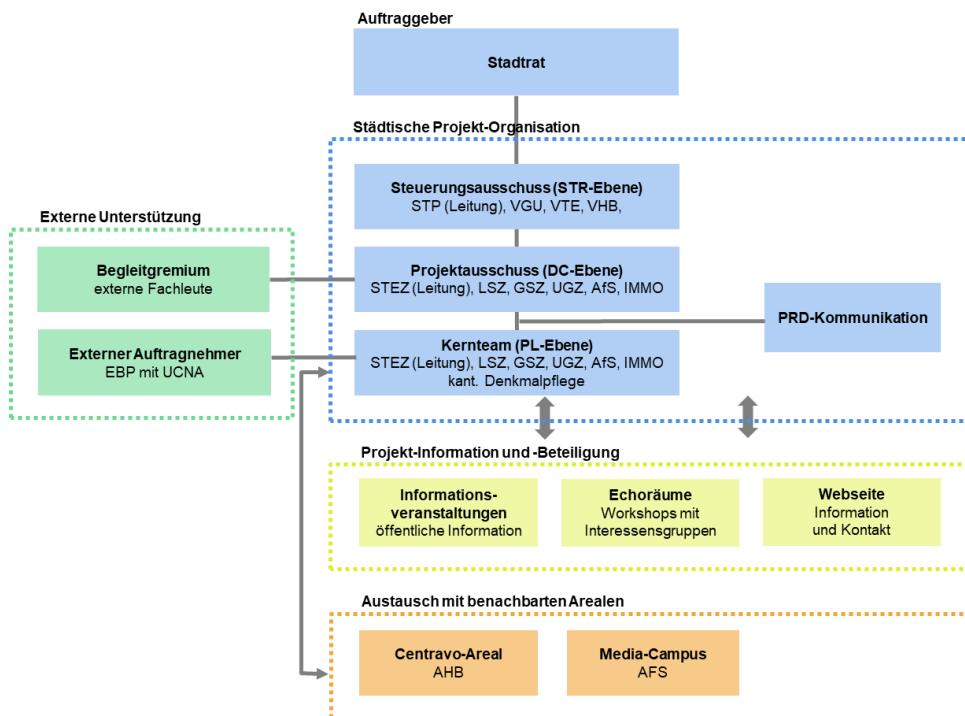 Auftraggeber
Stadtrat
Städtische Projekt-Organisation
Steuerungsausschuss (STR-Ebene)
STP (Leitung), VGU, VTE, VHB,
Externe Unterstützung
Begleitgremium
externe Fachleute
Projektausschuss (DC-Ebene)
STEZ (Leitung), LSZ, GSZ, UGZ, AfS, IMMO
PRD-Kommunikation
Externer Auftragnehmer
EBP mit UCNA
Kernteam (PL-Ebene)
STEZ (Leitung), LSZ, GSZ, UGZ, AfS, IMMO
kant. Denkmalpflege
Projekt-Information und -Beteiligung
Informations-
veranstaltungen
öffentliche Information
Echoräume
Workshops mit
Interessensgruppen
Webseite
Information
und Kontakt
Austausch mit benachbarten Arealen
Centravo-Areal
AHB
Media-Campus
AFS